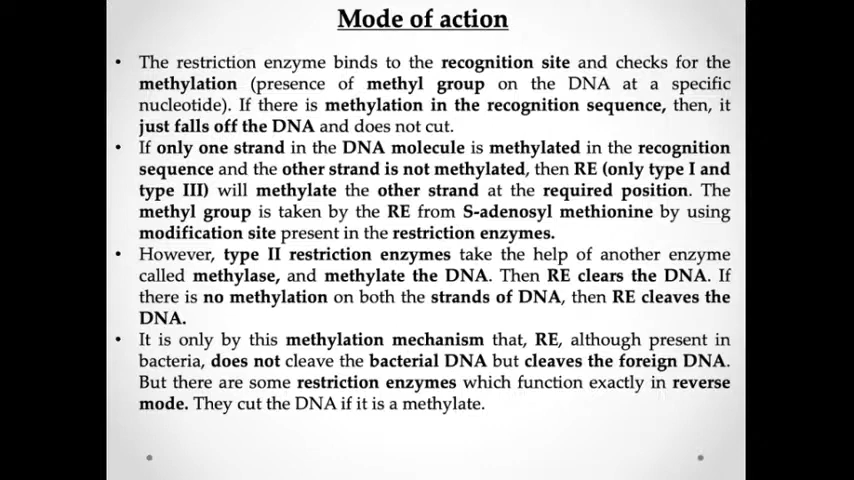 Mode of action
• The restriction enzyme binds to the recognition site and checks for the
methylation (presence of methyl group on the DNA at a specific
nucleotide). If there is methylation in the recognition sequence, then, it
just falls off the DNA and does not cut.
• If only one strand in the DNA molecule is methylated in the recognition
sequence and the other strand is not methylated, then RE (only type I and
type III) will methylate the other strand at the required position. The
methyl group is taken by the RE from S-adenosyl methionine by using
modification site present in the restriction enzymes.
• However, type II restriction enzymes take the help of another enzyme
called methylase, and methylate the DNA. Then RE clears the DNA. If
there is no methylation on both the strands of DNA, then RE cleaves the
DNA.
• It is only by this methylation mechanism that, RE, although present in
bacteria, does not cleave the bacterial DNA but cleaves the foreign DNA.
But there are some restriction enzymes which function exactly in reverse
mode. They cut the DNA if it is a methylate.